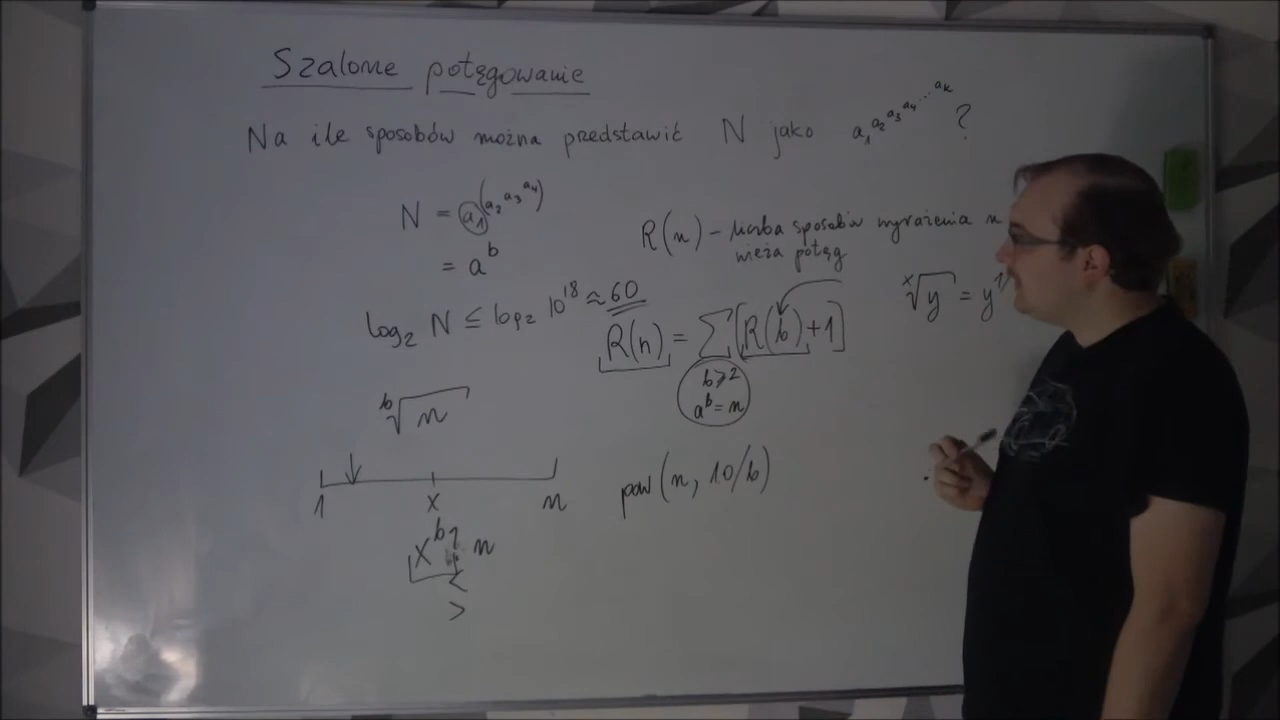 Szalone potęgowanie
Na ile sposobów można przedstawić N jako a₁^a₂^a₃^a₄^...^aₖ ?
N = a₁^(a₂^a₃^a₄)
= a^b
log₂ N ≤ log₂ 10^18 ≈ 60
R(n) – liczba sposobów wyrażenia n
wieżą potęg
R(n) = ∑ [R(b) + 1]
b ≥ 2
a^b = n
ˣ√y = y^1/
ᵇ√n
1 x n
x^b ? n
<
>
pow(n, 1.0/b)